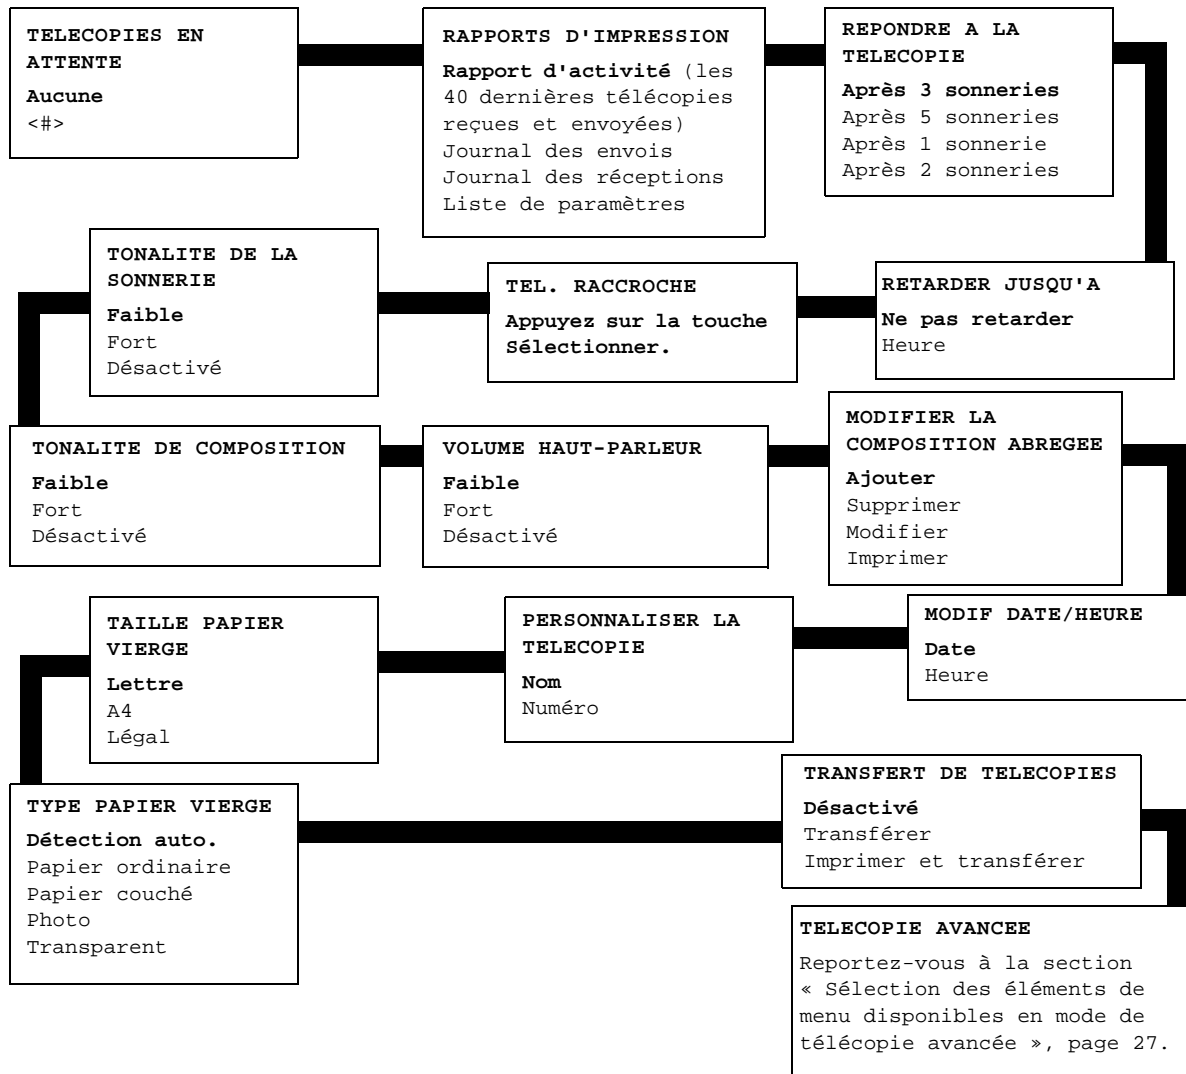 TELECOPIES EN
ATTENTE
Aucune
<#>
RAPPORTS D'IMPRESSION
Rapport d'activité (les
40 dernières télécopies
reçues et envoyées)
Journal des envois
Journal des réceptions
Liste de paramètres
REPONDRE A LA
TELECOPIE
Après 3 sonneries
Après 5 sonneries
Après 1 sonnerie
Après 2 sonneries
RETARDER JUSQU'A
Ne pas retarder
Heure
TEL. RACCROCHE
Appuyez sur la touche
Sélectionner.
TONALITE DE LA
SONNERIE
Faible
Fort
Désactivé
TONALITE DE COMPOSITION
Faible
Fort
Désactivé
VOLUME HAUT-PARLEUR
Faible
Fort
Désactivé
MODIFIER LA
COMPOSITION ABREGEE
Ajouter
Supprimer
Modifier
Imprimer
MODIF DATE/HEURE
Date
Heure
PERSONNALISER LA
TELECOPIE
Nom
Numéro
TAILLE PAPIER
VIERGE
Lettre
A4
Légal
TYPE PAPIER VIERGE
Détection auto.
Papier ordinaire
Papier couché
Photo
Transparent
TRANSFERT DE TELECOPIES
Désactivé
Transférer
Imprimer et transférer
TELECOPIE AVANCEE
Reportez-vous à la section
« Sélection des éléments de
menu disponibles en mode de
télécopie avancée », page 27.